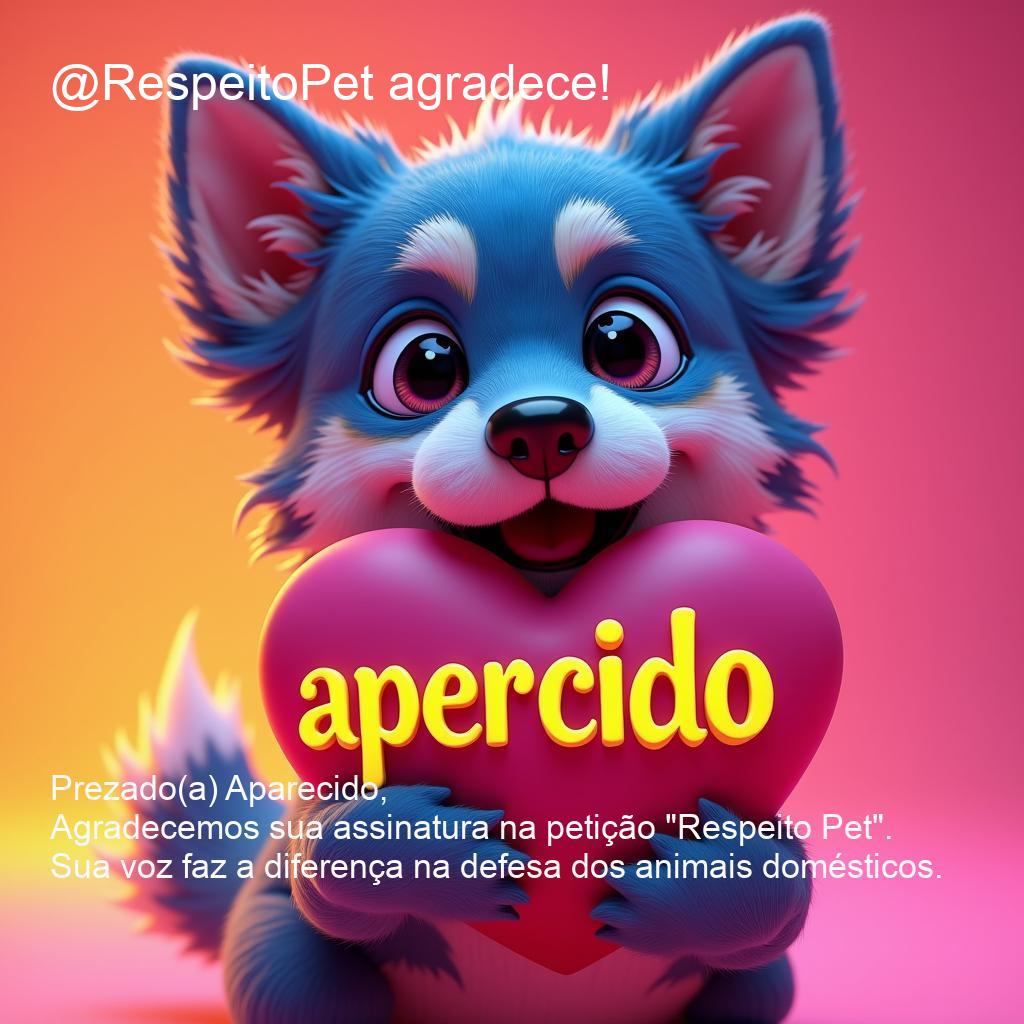 @RespeitoPet agradece!
apercido
Prezado(a) Aparecido,
Agradecemos sua assinatura na petição "Respeito Pet".
Sua voz faz a diferença na defesa dos animais domésticos.